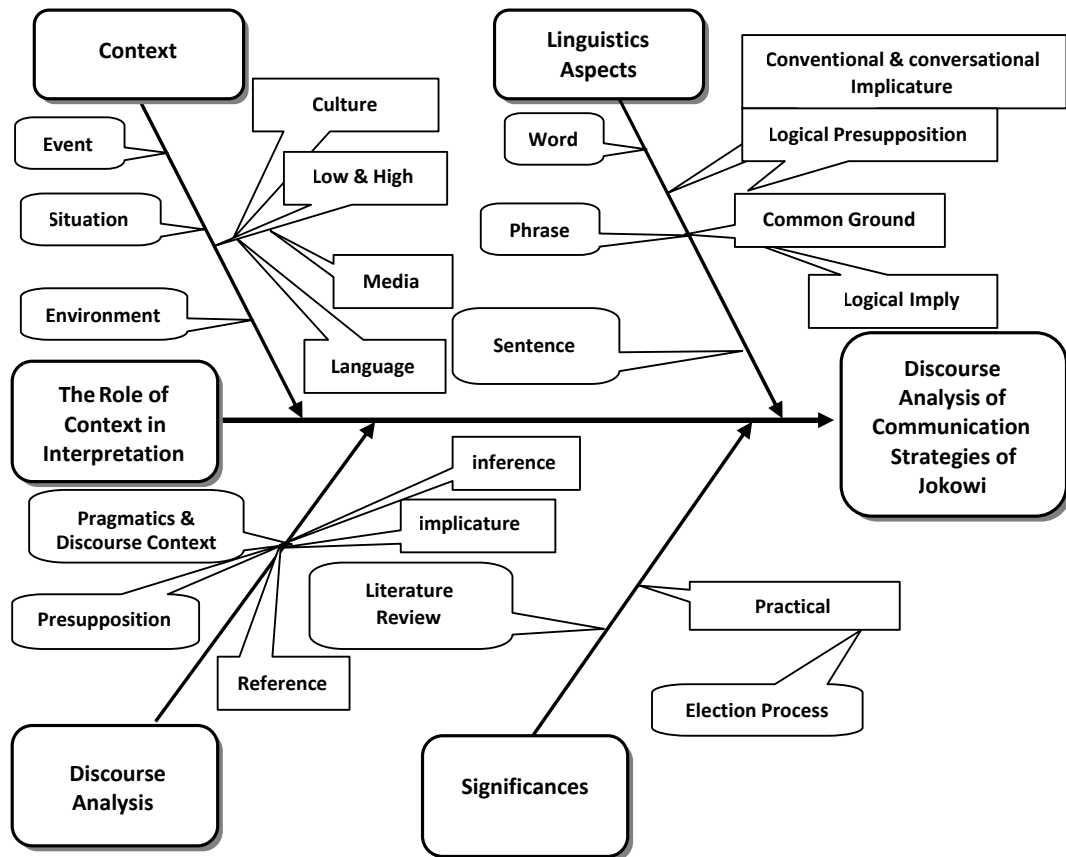 Context
Linguistics
Aspects
Conventional & conversational
Implicature
Culture
Event
Word
Logical Presupposition
Low & High
Situation
Phrase
Common Ground
Media
Logical Imply
Environment
Sentence
Language
The Role of
Context in
Interpretation
Discourse
Analysis of
Communication
Strategies of
Jokowi
inference
Pragmatics &
Discourse Context
implicature
Literature
Review
Practical
Presupposition
Reference
Election Process
Discourse
Analysis
Significances